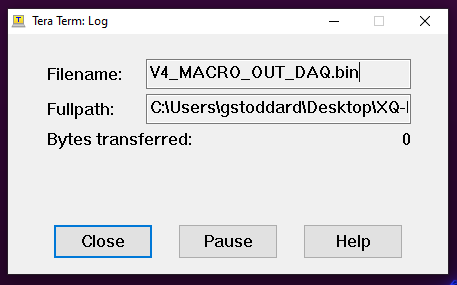 Tera Term: Log
Filename: V4_MACRO_OUT_DAQ.bin
Fullpath: C:\Users\gstoddard\Desktop\XQ-
Bytes transferred: 0
Close Pause Help